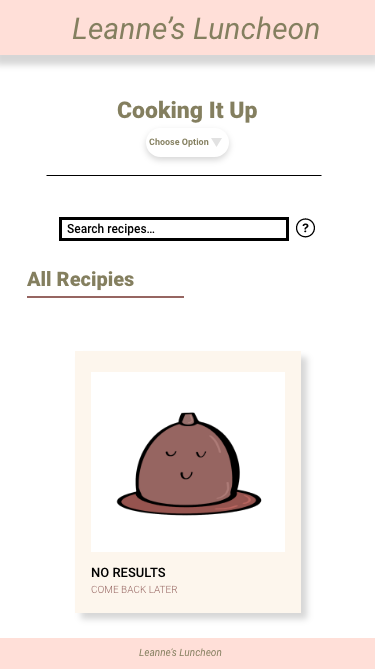 Leanne's Luncheon
Cooking It Up
Choose Option
Search recipes...
?
All Recipies
NO RESULTS
COME BACK LATER
Leanne's Luncheon